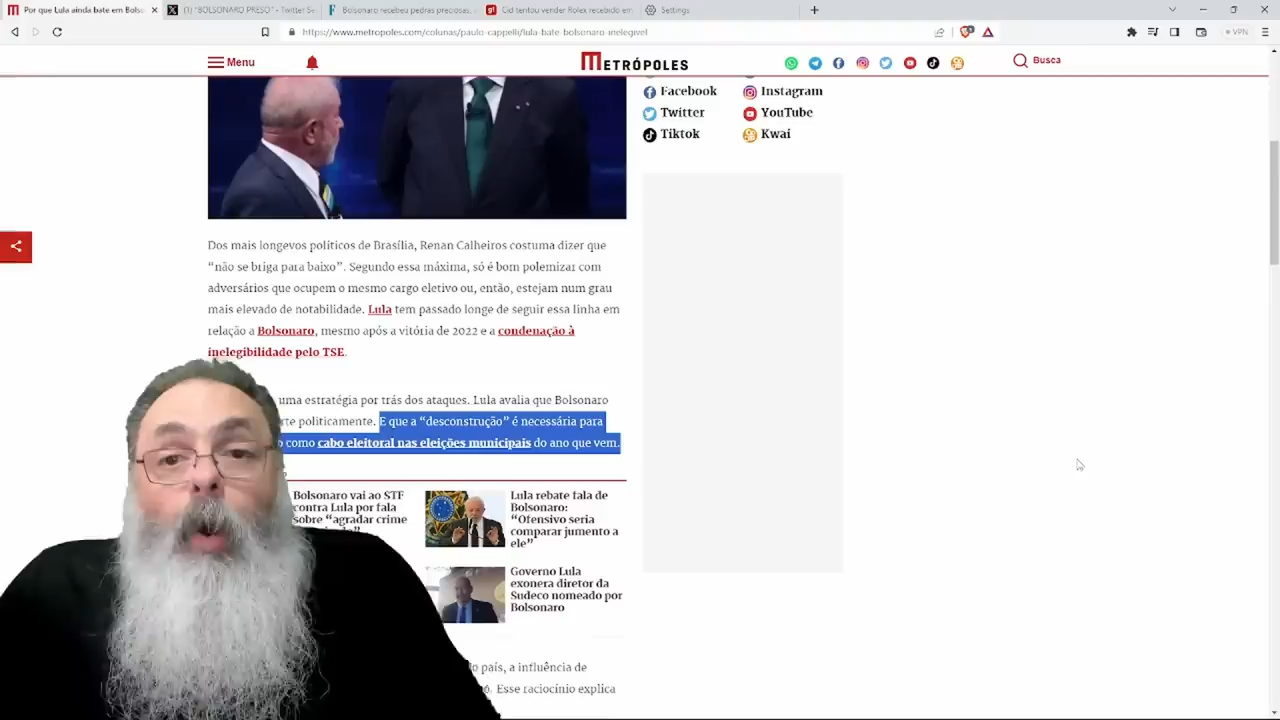 Por que Lula ainda bate em Bolso
(1) "BOLSONARO PRESO" - Twitter Se
Bolsonaro recebeu pedras preciosas,
Cid tentou vender Rolex recebido em
Settings
https://www.metropoles.com/colunas/paulo-cappelli/lula-bate-bolsonaro-inelegivel
VPN
Menu
METRÓPOLES
Busca
Facebook
Instagram
Twitter
YouTube
Tiktok
Kwai
Dos mais longevos políticos de Brasília, Renan Calheiros costuma dizer que
“não se briga para baixo”. Segundo essa máxima, só é bom polemizar com
adversários que ocupem o mesmo cargo eletivo ou, então, estejam num grau
mais elevado de notabilidade. Lula tem passado longe de seguir essa linha em
relação a Bolsonaro, mesmo após a vitória de 2022 e a condenação à
inelegibilidade pelo TSE.
uma estratégia por trás dos ataques. Lula avalia que Bolsonaro
politicamente. E que a “desconstrução” é necessária para
como cabo eleitoral nas eleições municipais do ano que vem.
Bolsonaro vai ao STF
contra Lula por fala
sobre “agradar crime
Lula rebate fala de
Bolsonaro:
“Ofensivo seria
comparar jumento a
ele”
Governo Lula
exonera diretor da
Sudeco nomeado por
Bolsonaro
país, a influência de
Esse raciocínio explica